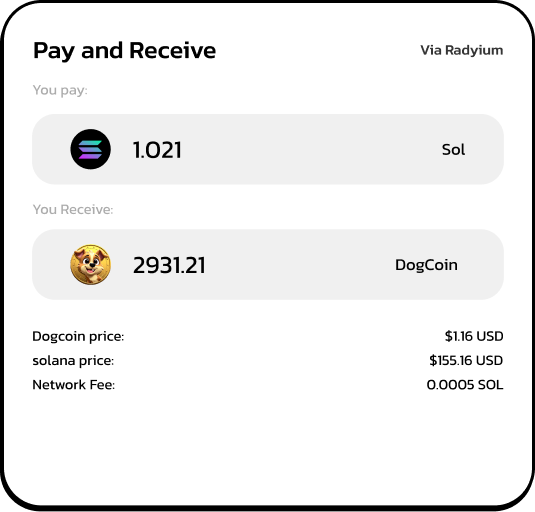 Pay and Receive
Via Radyium
You pay:
1.021
Sol
You Receive:
2931.21
DogCoin
Dogcoin price:
$1.16 USD
solana price:
$155.16 USD
Network Fee:
0.0005 SOL